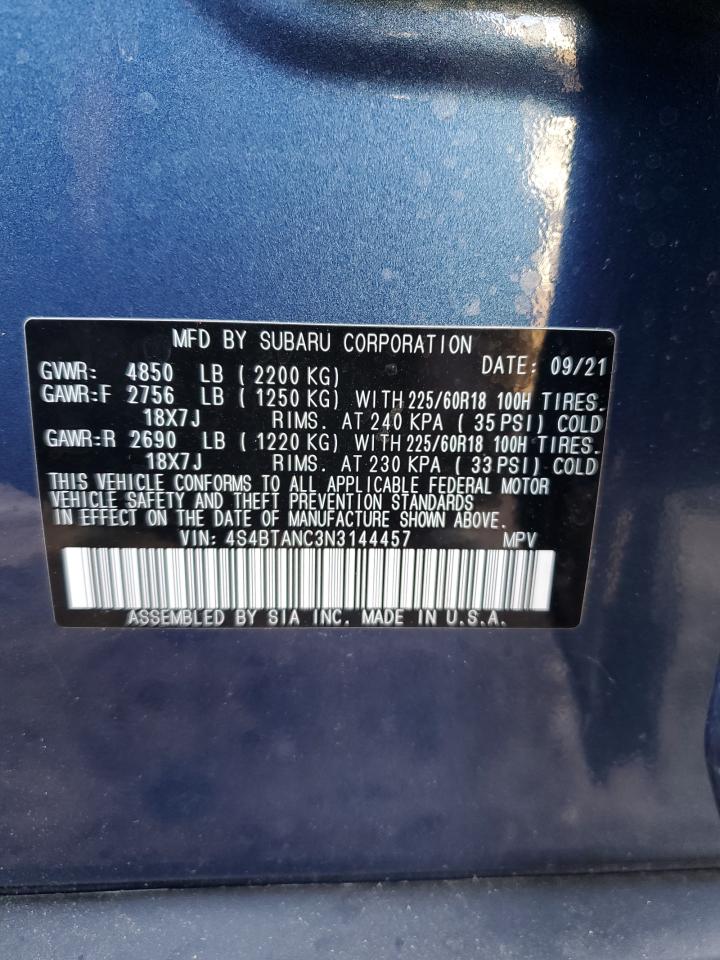 MFD BY SUBARU CORPORATION
DATE: 09/21
GVWR: 4850 LB ( 2200 KG)
GAWR:F 2756 LB ( 1250 KG) WITH 225/60R18 100H TIRES.
18X7J RIMS. AT 240 KPA ( 35 PSI) COLD
GAWR:R 2690 LB ( 1220 KG) WITH 225/60R18 100H TIRES.
18X7J RIMS. AT 230 KPA ( 33 PSI) COLD
THIS VEHICLE CONFORMS TO ALL APPLICABLE FEDERAL MOTOR
VEHICLE SAFETY AND THEFT PREVENTION STANDARDS
IN EFFECT ON THE DATE OF MANUFACTURE SHOWN ABOVE.
VIN: 4S4BTANC3N3144457 MPV
ASSEMBLED BY SIA INC. MADE IN U.S.A.